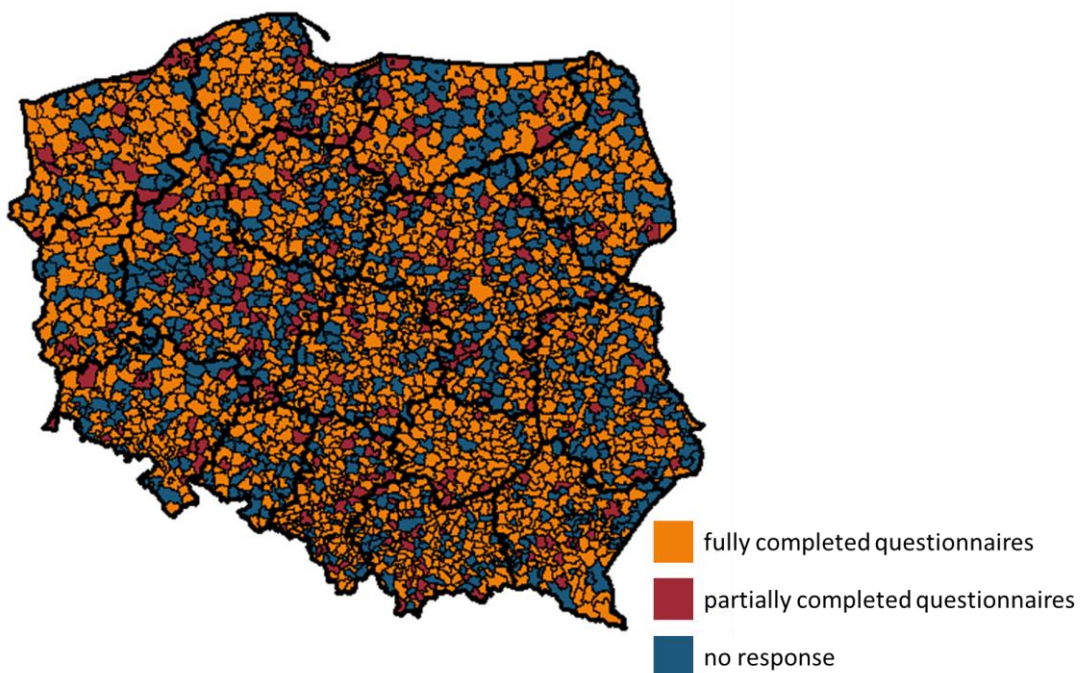 fully completed questionnaires
partially completed questionnaires
no response